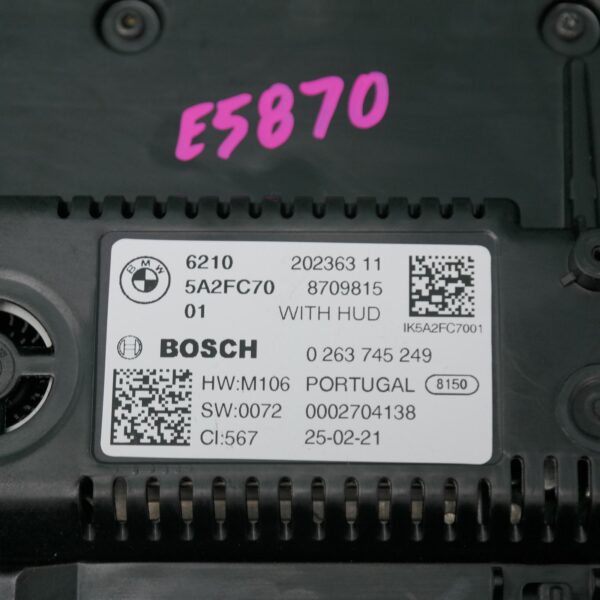 E5870
BMW
6210 202363 11
5A2FC70 8709815
01 WITH HUD
IK5A2FC7001
BOSCH 0 263 745 249
HW:M106 PORTUGAL 8150
SW:0072 0002704138
CI:567 25-02-21